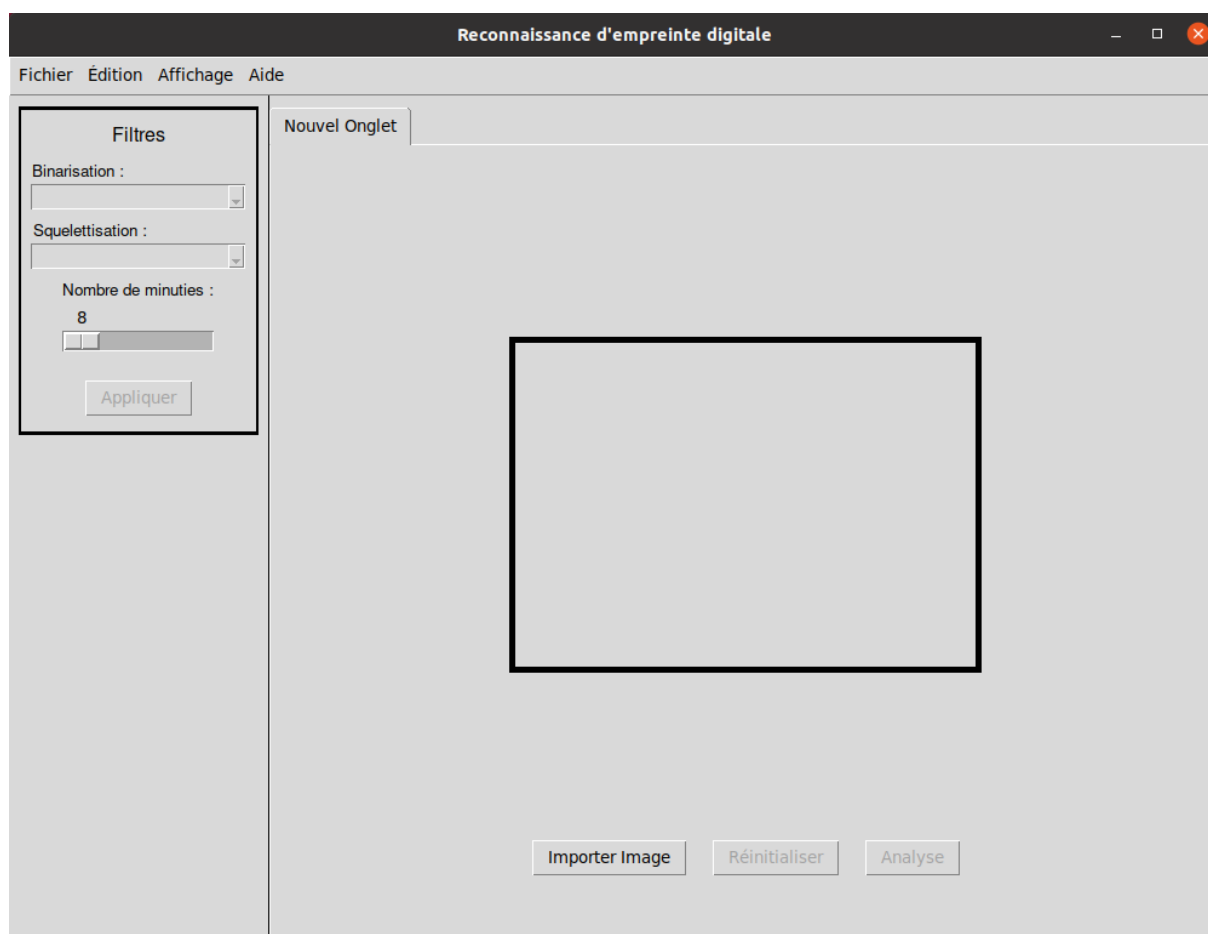 Reconnaissance d'empreinte digitale
Fichier Édition Affichage Aide
Filtres
Binarisation :
Squelettisation :
Nombre de minuties :
8
Appliquer
Nouvel Onglet
Importer Image
Réinitialiser
Analyse